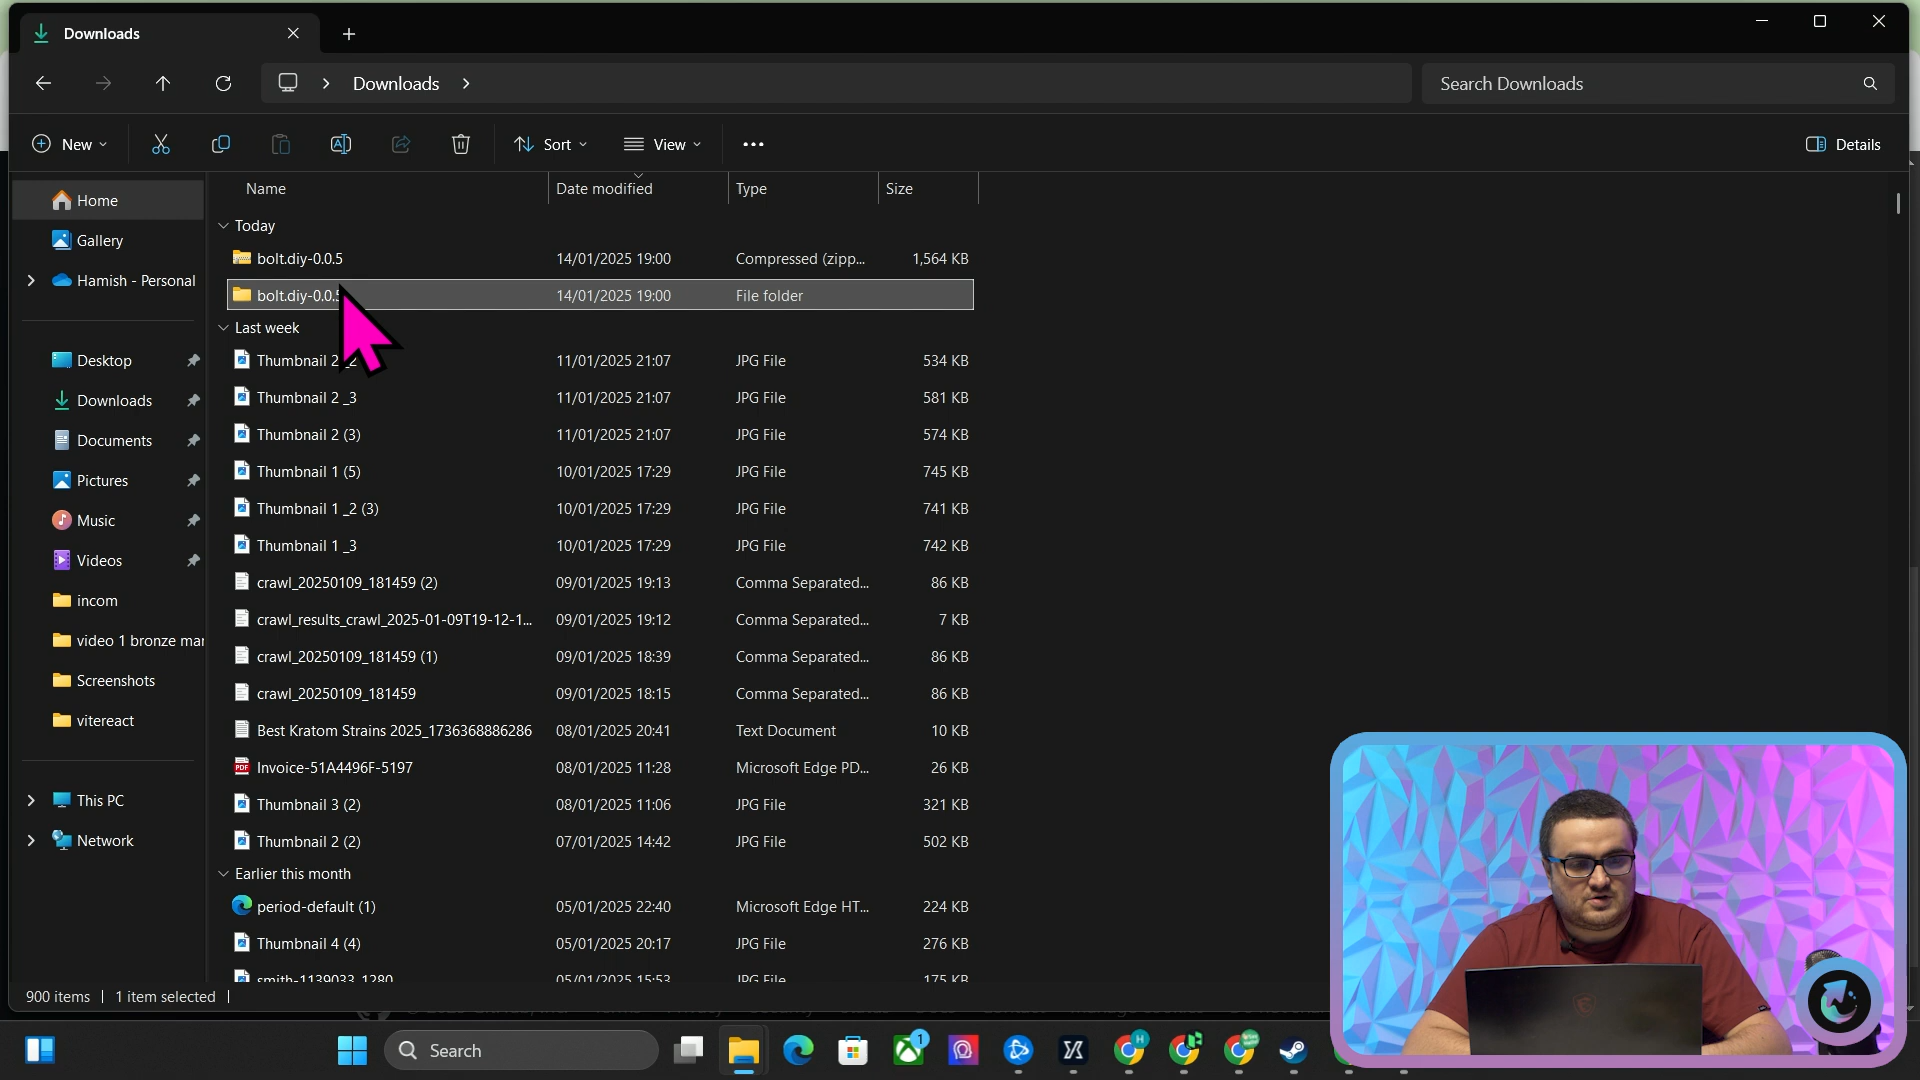 Downloads
Downloads
Search Downloads
New
Sort
View
Details
Home
Gallery
Hamish - Personal
Desktop
Downloads
Documents
Pictures
Music
Videos
incom
video 1 bronze mar
Screenshots
vitereact
This PC
Network
Name Date modified Type Size
Today
bolt.diy-0.0.5 14/01/2025 19:00 Compressed (zipp... 1,564 KB
bolt.diy-0.0.5 14/01/2025 19:00 File folder
Last week
Thumbnail 2 _2 11/01/2025 21:07 JPG File 534 KB
Thumbnail 2 _3 11/01/2025 21:07 JPG File 581 KB
Thumbnail 2 (3) 11/01/2025 21:07 JPG File 574 KB
Thumbnail 1 (5) 10/01/2025 17:29 JPG File 745 KB
Thumbnail 1 _2 (3) 10/01/2025 17:29 JPG File 741 KB
Thumbnail 1 _3 10/01/2025 17:29 JPG File 742 KB
crawl_20250109_181459 (2) 09/01/2025 19:13 Comma Separated... 86 KB
crawl_results_crawl_2025-01-09T19-12-1... 09/01/2025 19:12 Comma Separated... 7 KB
crawl_20250109_181459 (1) 09/01/2025 18:39 Comma Separated... 86 KB
crawl_20250109_181459 09/01/2025 18:15 Comma Separated... 86 KB
Best Kratom Strains 2025_1736368886286 08/01/2025 20:41 Text Document 10 KB
Invoice-51A4496F-5197 08/01/2025 11:28 Microsoft Edge PD... 26 KB
Thumbnail 3 (2) 08/01/2025 11:06 JPG File 321 KB
Thumbnail 2 (2) 07/01/2025 14:42 JPG File 502 KB
Earlier this month
period-default (1) 05/01/2025 22:40 Microsoft Edge HT... 224 KB
Thumbnail 4 (4) 05/01/2025 20:17 JPG File 276 KB
smith-1139033_1280 05/01/2025 15:53 JPG File 175 KB
900 items 1 item selected
Search